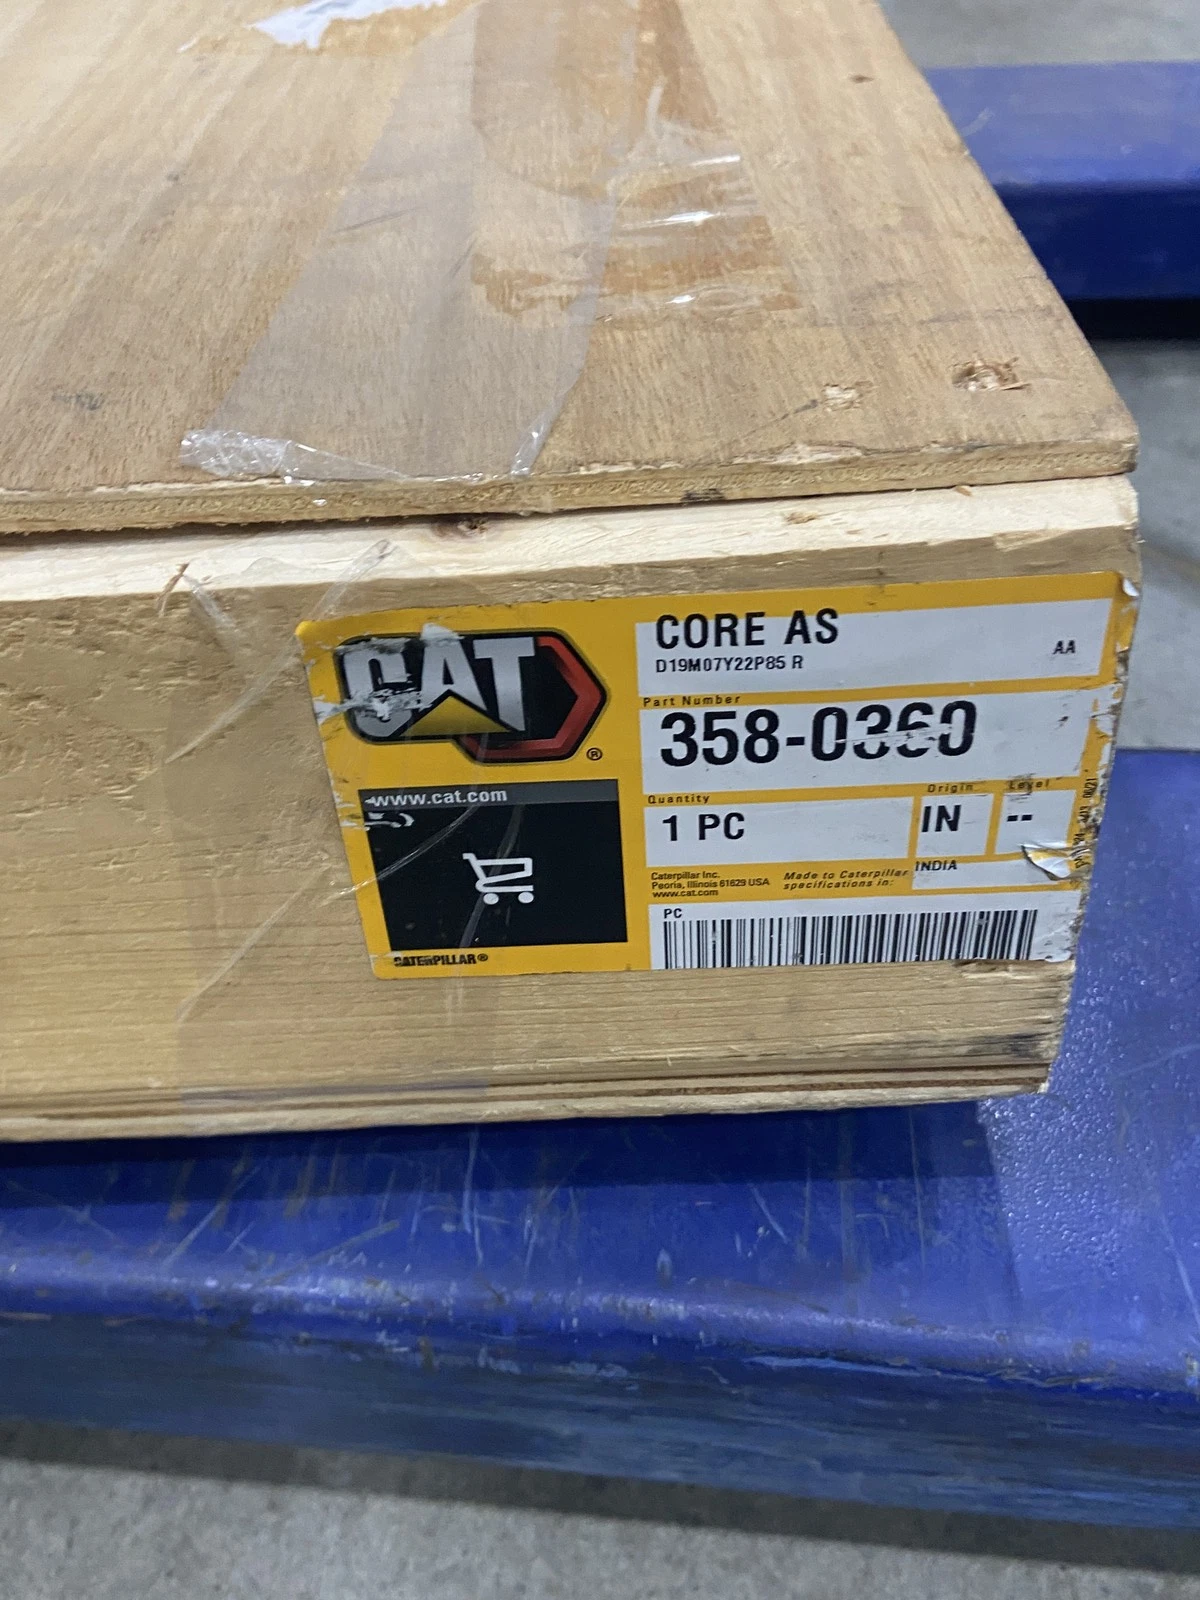 CAT
®
www.cat.com
CATERPILLAR®
CORE AS
D19M07Y22P85 R
AA
Part Number
358-0360
Quantity
1 PC
Origin
IN
Level
--
Caterpillar Inc.
Peoria, Illinois 61629 USA
www.cat.com
Made to Caterpillar
specifications in:
INDIA
PC